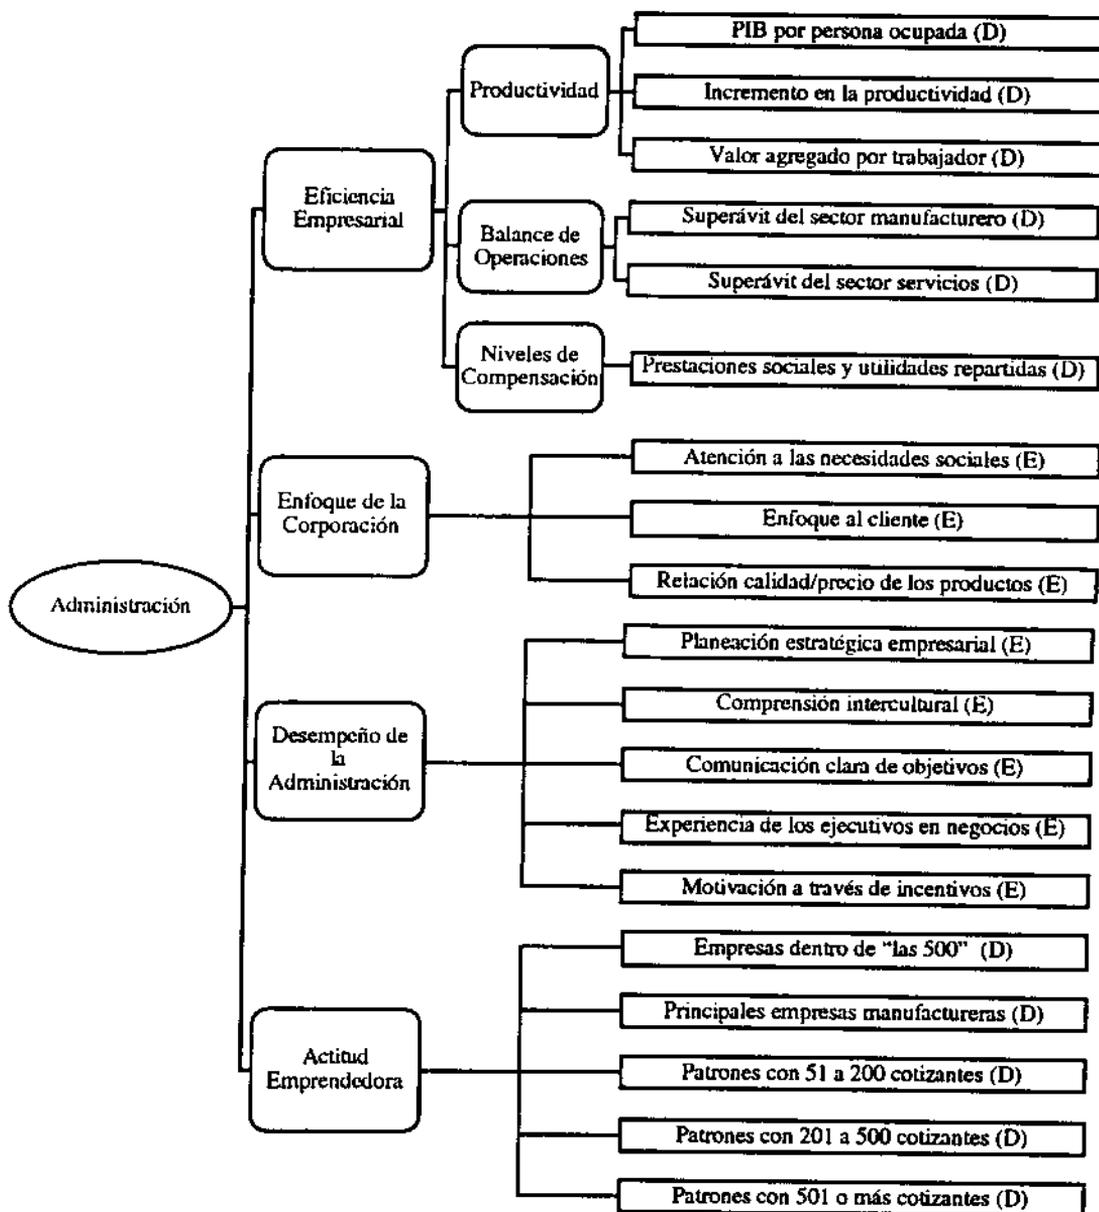 Administración
Eficiencia
Empresarial
Productividad
PIB por persona ocupada (D)
Incremento en la productividad (D)
Valor agregado por trabajador (D)
Balance de
Operaciones
Superávit del sector manufacturero (D)
Superávit del sector servicios (D)
Niveles de
Compensación
Prestaciones sociales y utilidades repartidas (D)
Enfoque de la
Corporación
Atención a las necesidades sociales (E)
Enfoque al cliente (E)
Relación calidad/precio de los productos (E)
Desempeño de
la
Administración
Planeación estratégica empresarial (E)
Comprensión intercultural (E)
Comunicación clara de objetivos (E)
Experiencia de los ejecutivos en negocios (E)
Motivación a través de incentivos (E)
Actitud
Emprendedora
Empresas dentro de “las 500” (D)
Principales empresas manufactureras (D)
Patrones con 51 a 200 cotizantes (D)
Patrones con 201 a 500 cotizantes (D)
Patrones con 501 o más cotizantes (D)